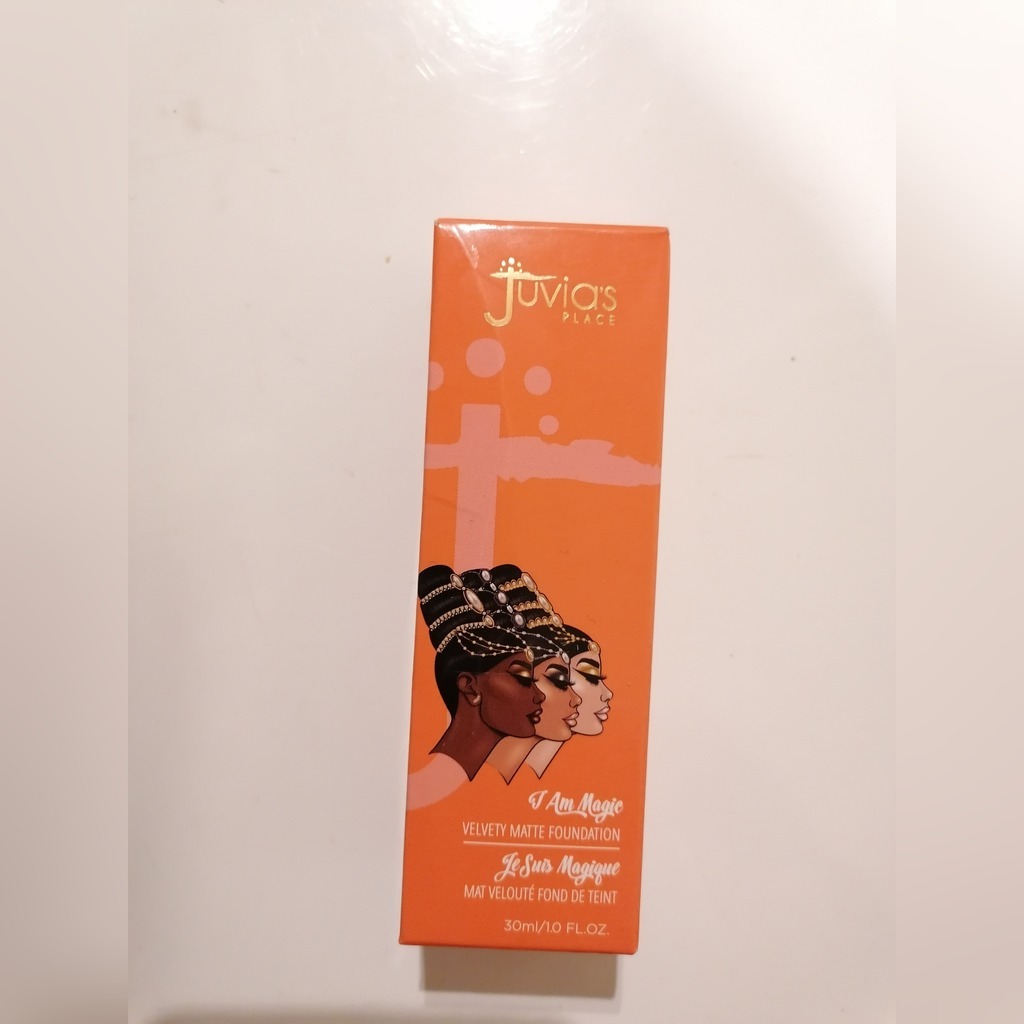 Juvia's
PLACE
I Am Magic
VELVETY MATTE FOUNDATION
Je Suis Magique
MAT VELOUTÉ FOND DE TEINT
30ml/1.0 FL.OZ.